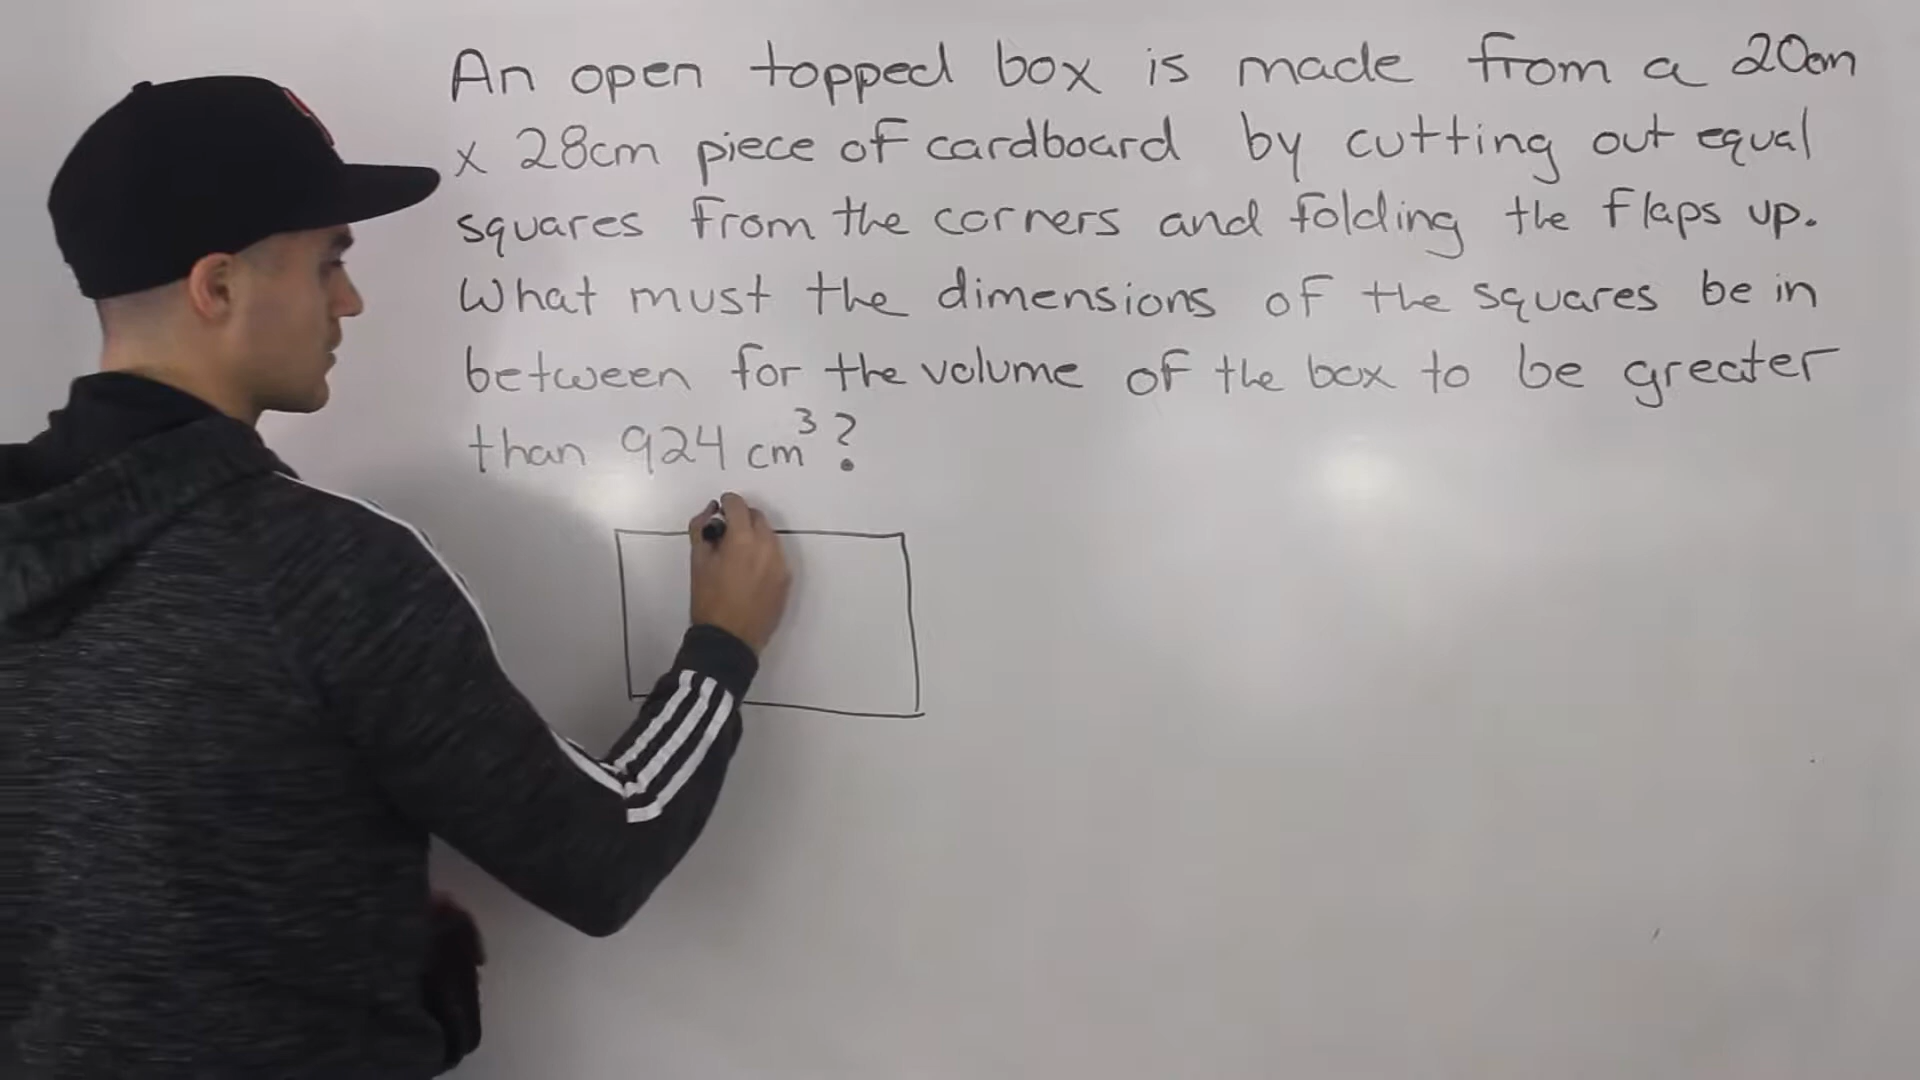 An open topped box is made from a 20cm
x 28cm piece of cardboard by cutting out equal
squares from the corners and folding the flaps up.
What must the dimensions of the squares be in
between for the volume of the box to be greater
than 924 cm³?